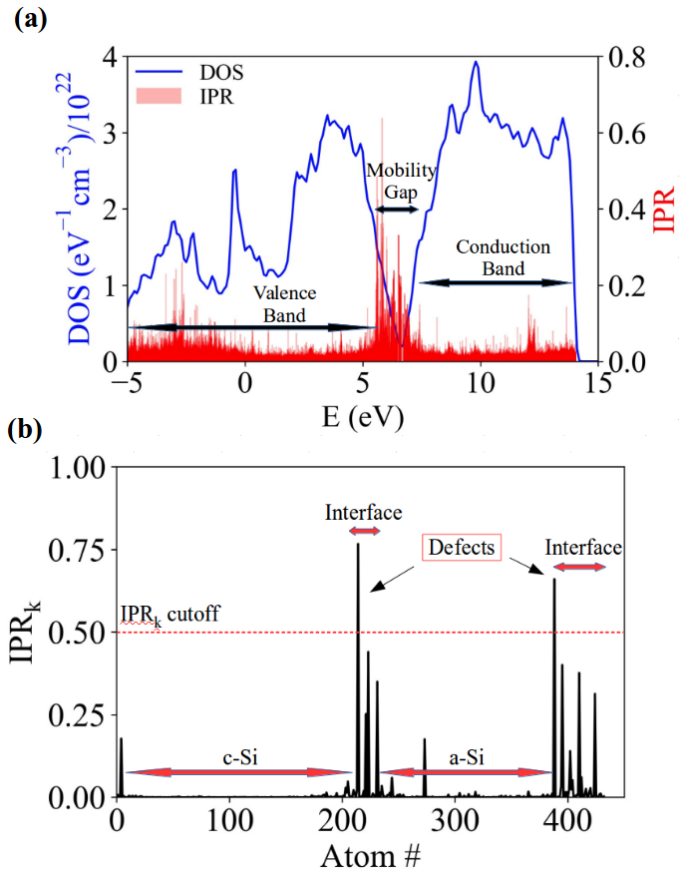 (a)
4
3
2
1
0
DOS (eV⁻¹ cm⁻³)/10²²
DOS
IPR
Mobility
Gap
Conduction
Band
Valence
Band
0.8
0.6
0.4
0.2
0.0
IPR
−5
0
5
10
15
E (eV)
(b)
1.00
0.75
0.50
0.25
0.00
IPRₖ
Interface
Defects
Interface
IPRₖ cutoff
c-Si
a-Si
0
100
200
300
400
Atom #